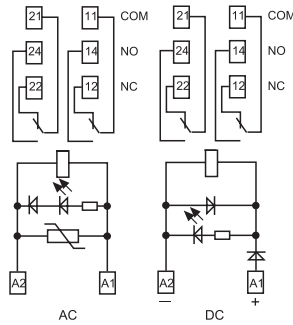 21 11 COM 21 11 COM
24 14 NO 24 14 NO
22 12 NC 22 12 NC
A2 A1 A2 A1
— +
AC DC